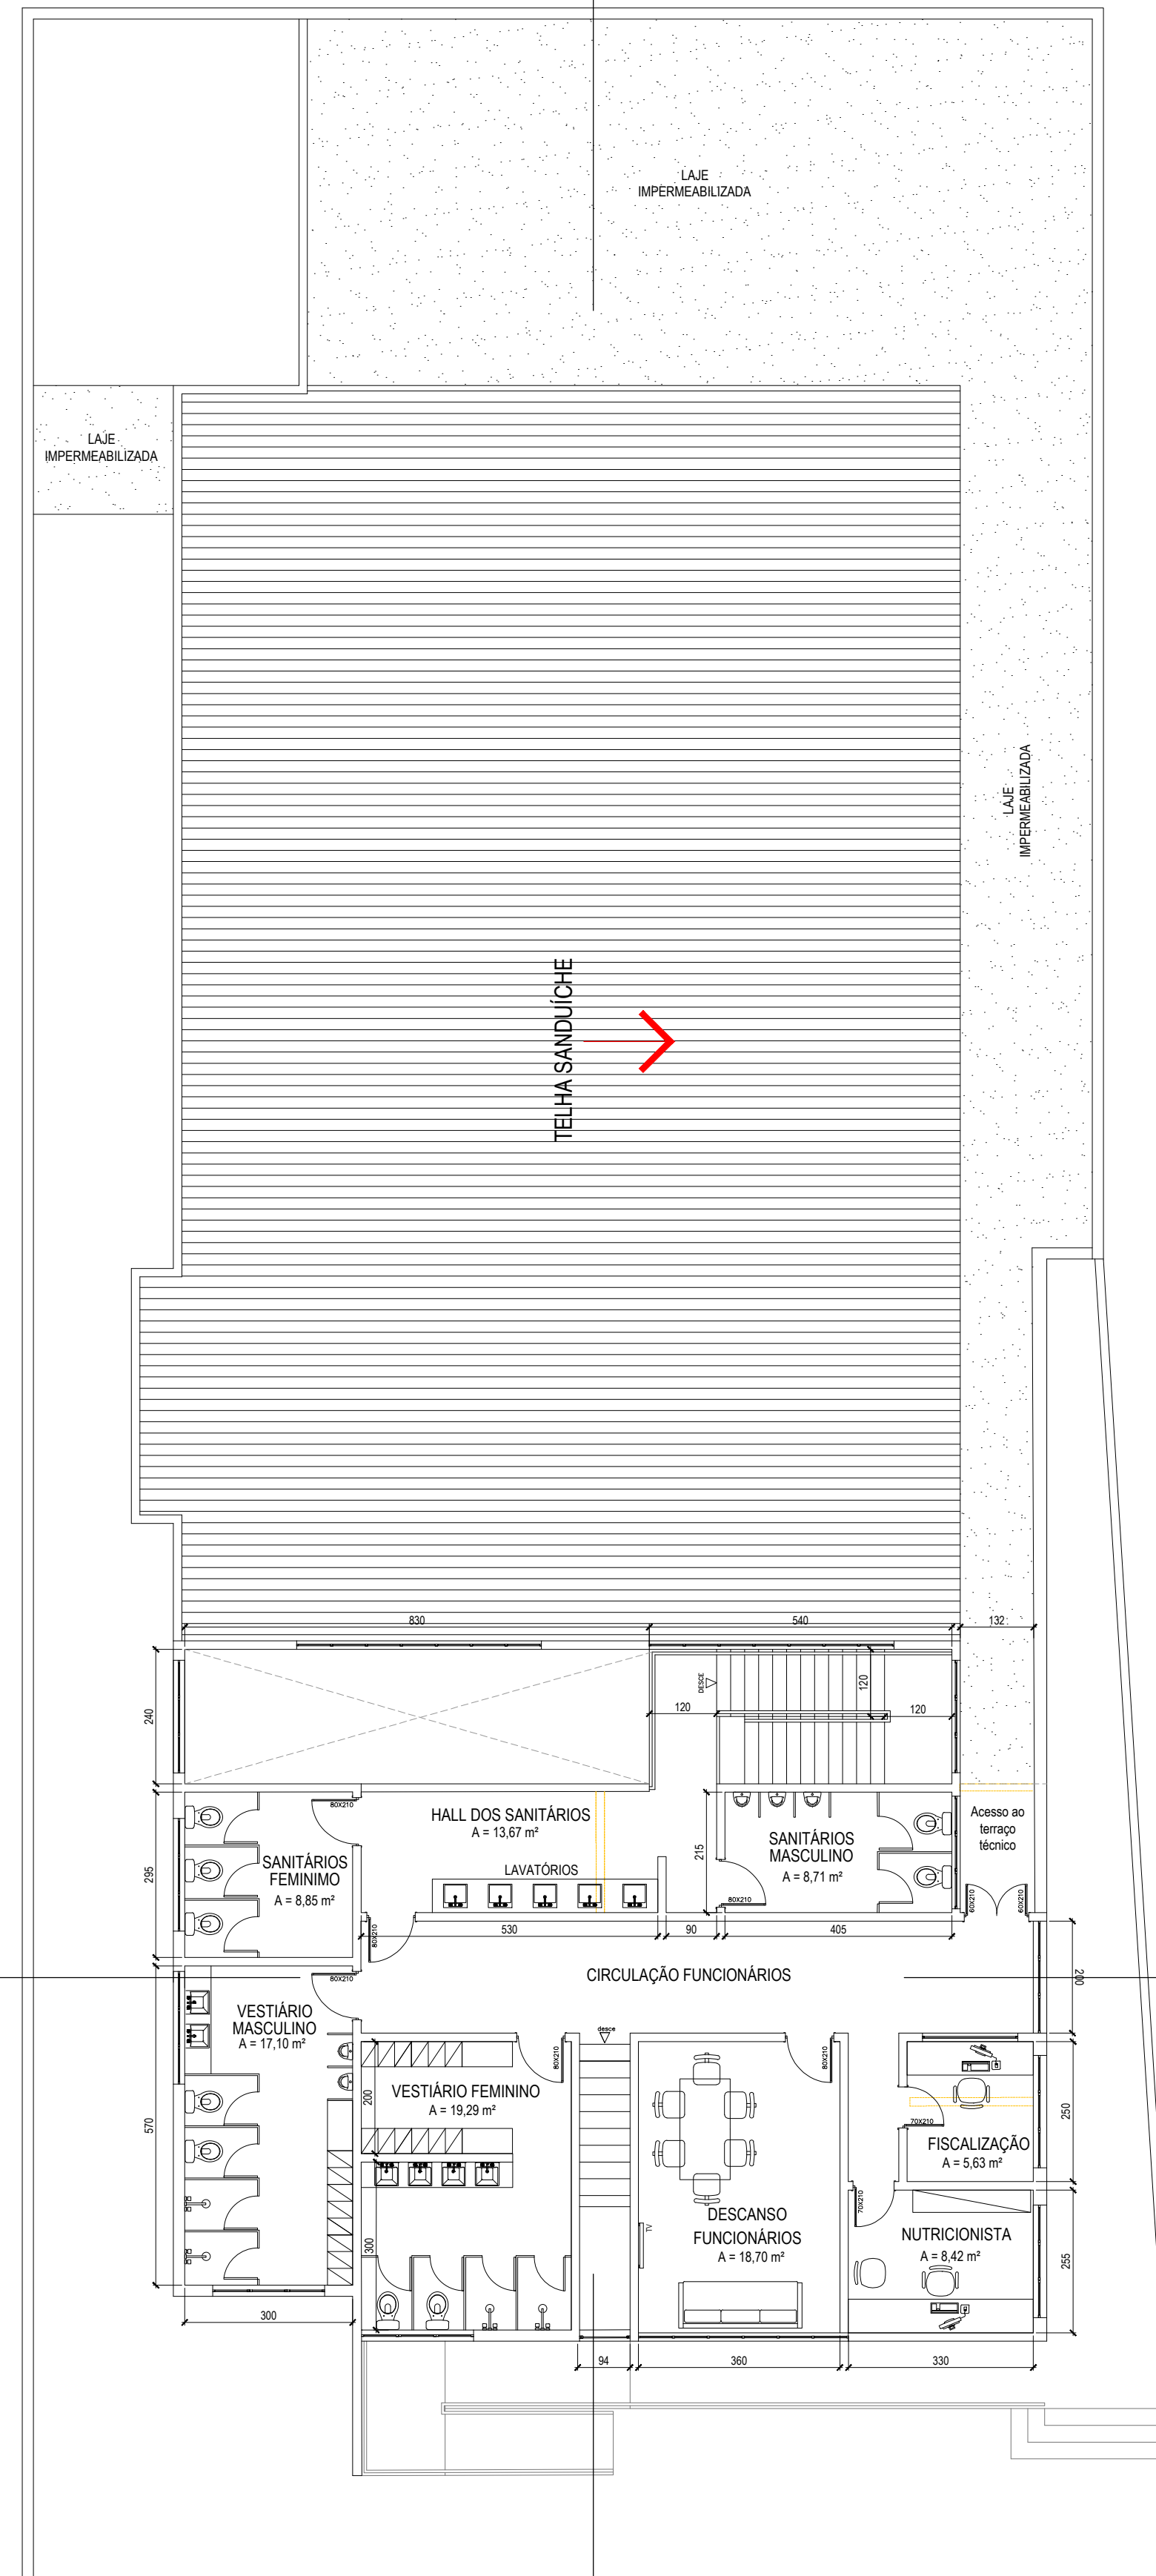 LAJE
IMPERMEABILIZADA
LAJE
IMPERMEABILIZADA
LAJE
IMPERMEABILIZADA
TELHA SANDUÍCHE
830
540
132
240
DESCE
120
120
120
295
80X210
HALL DOS SANITÁRIOS
A = 13,67 m²
SANITÁRIOS
FEMINIMO
A = 8,85 m²
LAVATÓRIOS
215
SANITÁRIOS
MASCULINO
A = 8,71 m²
80X210
Acesso ao
terraço
técnico
60X210
60X210
80X210
530
90
405
CIRCULAÇÃO FUNCIONÁRIOS
200
80X210
VESTIÁRIO
MASCULINO
A = 17,10 m²
570
desce
80X210
80X210
VESTIÁRIO FEMININO
A = 19,29 m²
200
300
70X210
FISCALIZAÇÃO
A = 5,63 m²
250
70X210
DESCANSO
FUNCIONÁRIOS
A = 18,70 m²
TV
NUTRICIONISTA
A = 8,42 m²
255
300
94
360
330